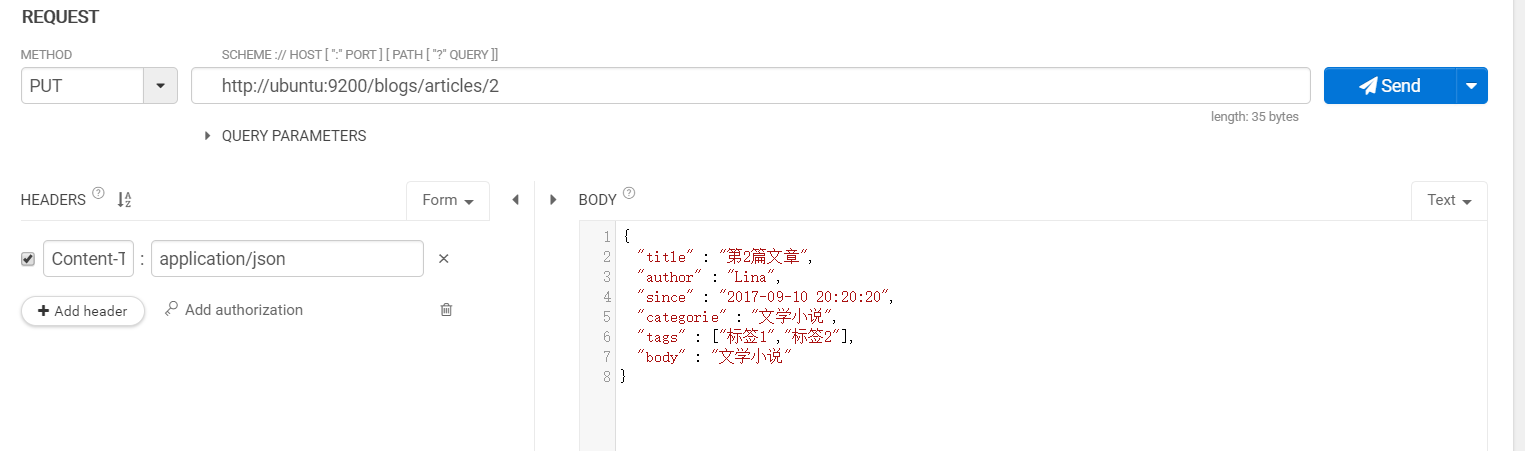 REQUEST
METHOD SCHEME :// HOST [ ":" PORT ] [ PATH [ "?" QUERY ]]
PUT http://ubuntu:9200/blogs/articles/2 Send
length: 35 bytes
QUERY PARAMETERS
HEADERS ? Form BODY ? Text
Content-T : application/json ×
+ Add header Add authorization
1 {
2 "title" : "第2篇文章",
3 "author" : "Lina",
4 "since" : "2017-09-10 20:20:20",
5 "categorie" : "文学小说",
6 "tags" : ["标签1","标签2"],
7 "body" : "文学小说"
8 }